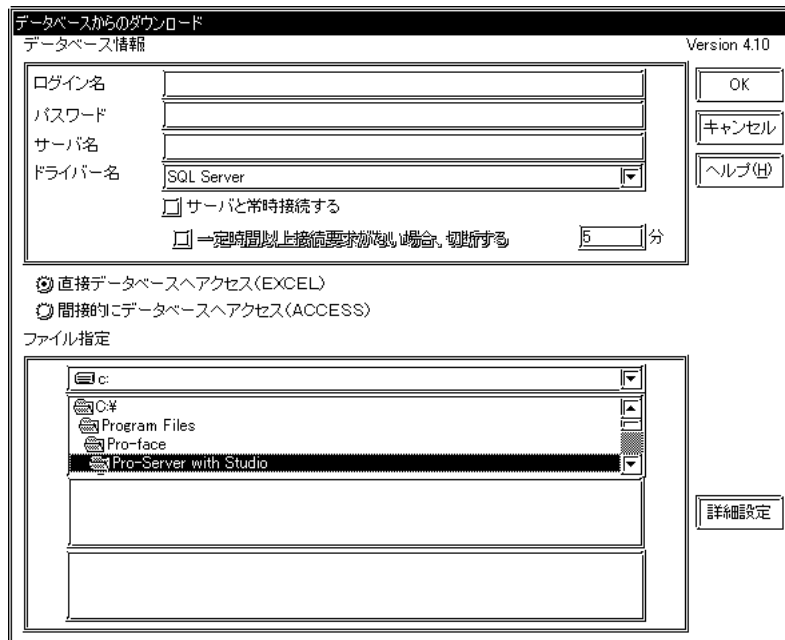 データベースからのダウンロード
データベース情報
Version 4.10
ログイン名
OK
パスワード
キャンセル
サーバ名
ドライバー名
SQL Server
ヘルプ(H)
サーバと常時接続する
一定時間以上接続要求がない場合、切断する
5
分
直接データベースへアクセス(EXCEL)
間接的にデータベースへアクセス(ACCESS)
ファイル指定
c:
C:¥
Program Files
Pro-face
Pro-Server with Studio
詳細設定